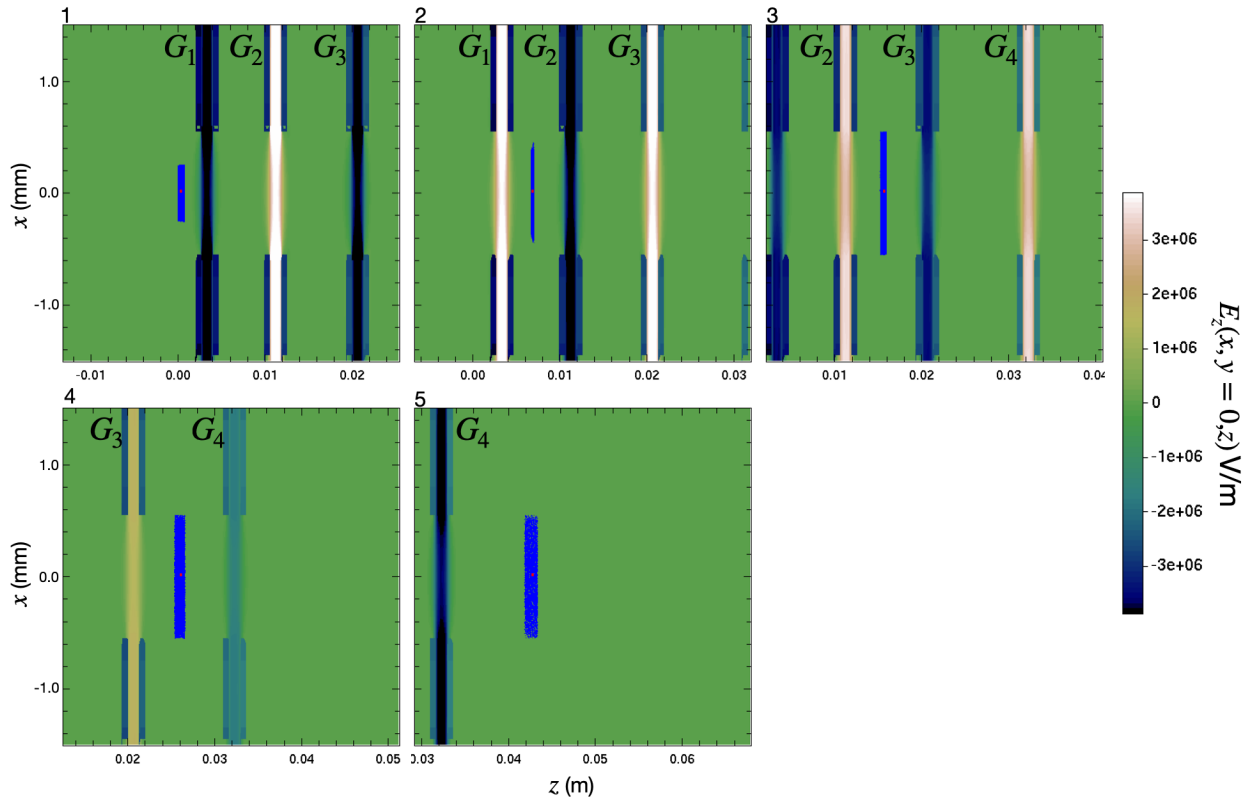 1
2
3
G₁ G₂ G₃
G₁ G₂ G₃
G₂ G₃ G₄
1.0
0.0
-1.0
x (mm)
-0.01 0.00 0.01 0.02
0.00 0.01 0.02 0.03
0.01 0.02 0.03 0.04
4
5
G₃ G₄
G₄
1.0
0.0
-1.0
x (mm)
0.02 0.03 0.04 0.05
0.03 0.04 0.05 0.06
z (m)
3e+06
2e+06
1e+06
0
-1e+06
-2e+06
-3e+06
E_z(x, y = 0,z) V/m